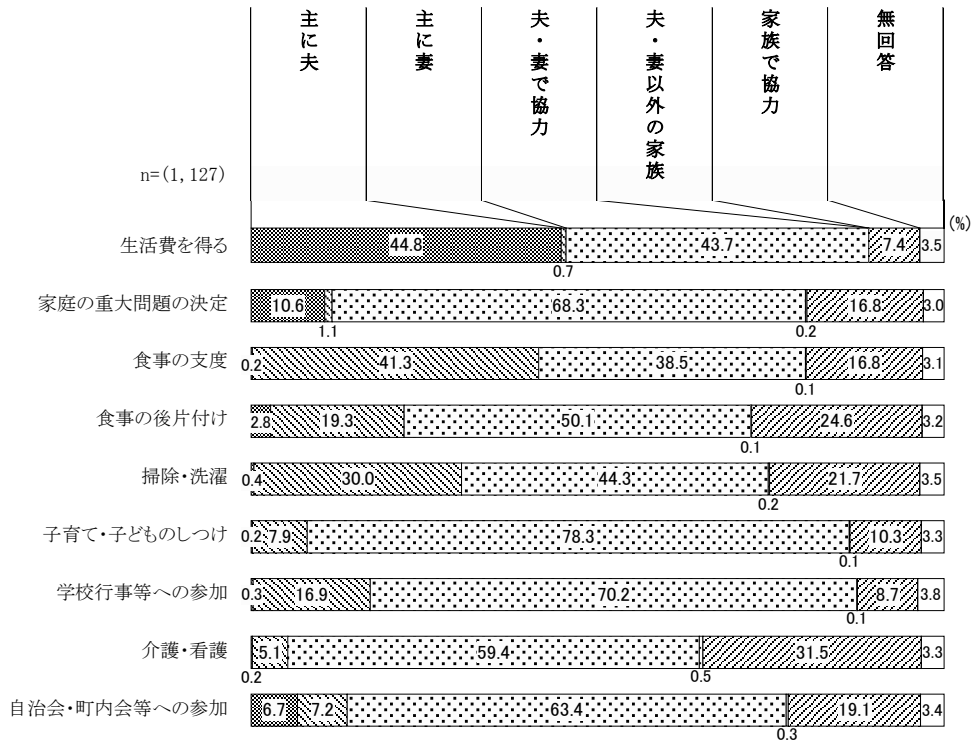 主に夫
主に妻
夫・妻で協力
夫・妻以外の家族
家族で協力
無回答
n=(1,127)
(%)
生活費を得る 44.8 43.7 7.4 3.5
0.7
家庭の重大問題の決定 10.6 68.3 16.8 3.0
1.1 0.2
食事の支度 0.2 41.3 38.5 16.8 3.1
0.1
食事の後片付け 2.8 19.3 50.1 24.6 3.2
0.1
掃除・洗濯 0.4 30.0 44.3 21.7 3.5
0.2
子育て・子どものしつけ 0.2 7.9 78.3 10.3 3.3
0.1
学校行事等への参加 0.3 16.9 70.2 8.7 3.8
0.1
介護・看護 5.1 59.4 31.5 3.3
0.2 0.5
自治会・町内会等への参加 6.7 7.2 63.4 19.1 3.4
0.3